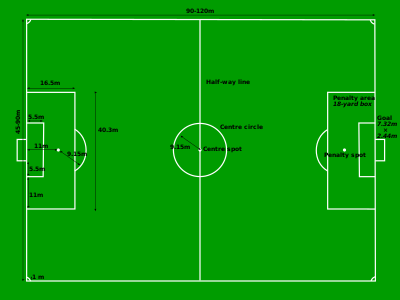 90-120m
16.5m
Half-way line
Penalty area
18-yard box
45-90m
5.5m
Goal
7.32m
x
2.44m
Centre circle
40.3m
11m
9.15m
9.15m
Centre spot
Penalty spot
5.5m
11m
1 m